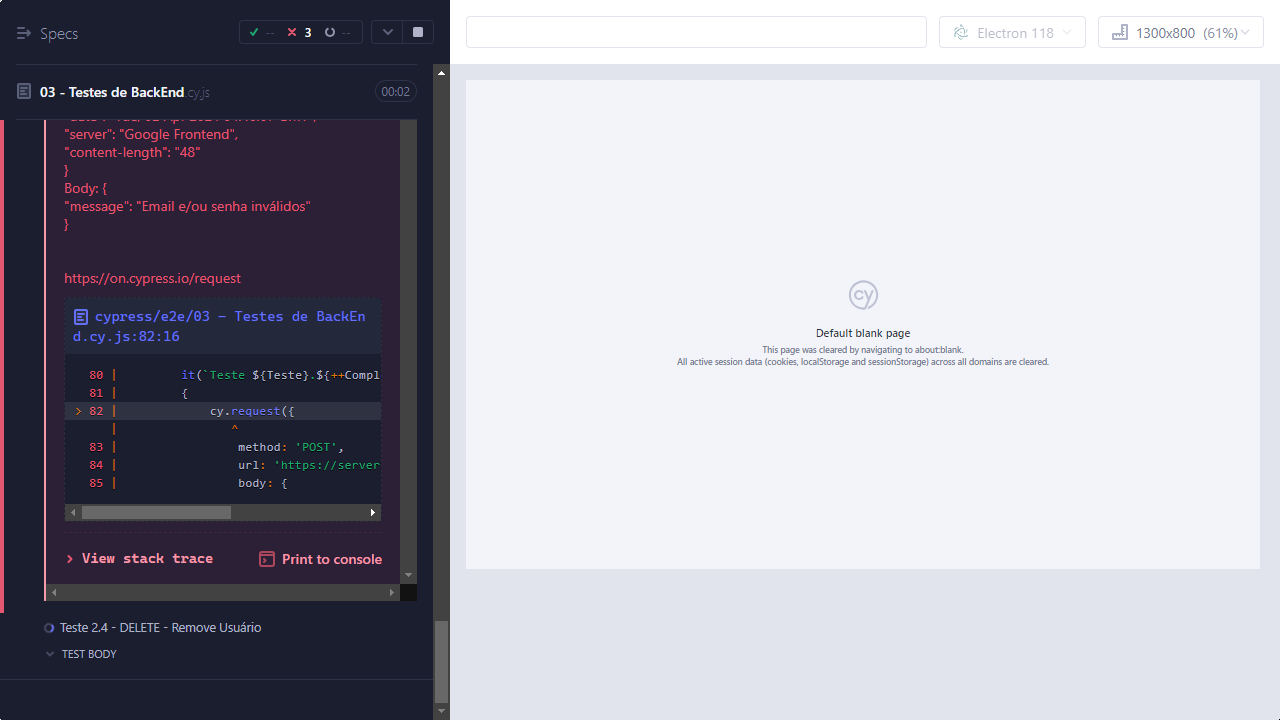 Specs
--
3
--
Electron 118
1300x800 (61%)
03 - Testes de BackEnd.cy.js
00:02
"server": "Google Frontend",
"content-length": "48"
}
Body: {
"message": "Email e/ou senha inválidos"
}
https://on.cypress.io/request
cypress/e2e/03 - Testes de BackEn
d.cy.js:82:16
80 | it(`Teste ${Teste}.${++Compl
81 | {
> 82 | cy.request({
| ^
83 | method: 'POST',
84 | url: 'https://server
85 | body: {
View stack trace
Print to console
Teste 2.4 - DELETE - Remove Usuário
TEST BODY
cy
Default blank page
This page was cleared by navigating to about:blank.
All active session data (cookies, localStorage and sessionStorage) across all domains are cleared.